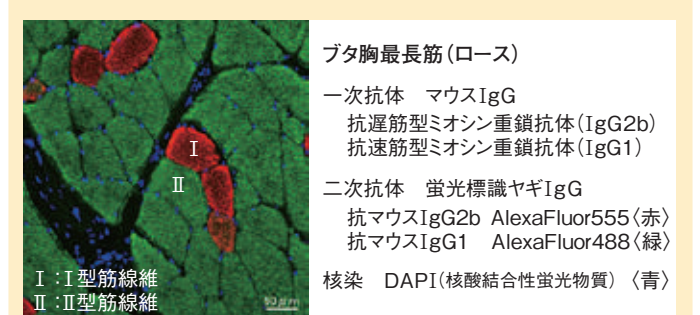 Ⅰ
Ⅱ
Ⅰ：Ⅰ型筋線維
Ⅱ：Ⅱ型筋線維
50μm
ブタ胸最長筋（ロース）
一次抗体　マウスIgG
抗遅筋型ミオシン重鎖抗体（IgG2b）
抗速筋型ミオシン重鎖抗体（IgG1）
二次抗体　蛍光標識ヤギIgG
抗マウスIgG2b AlexaFluor555〈赤〉
抗マウスIgG1　AlexaFluor488〈緑〉
核染　DAPI（核酸結合性蛍光物質）〈青〉